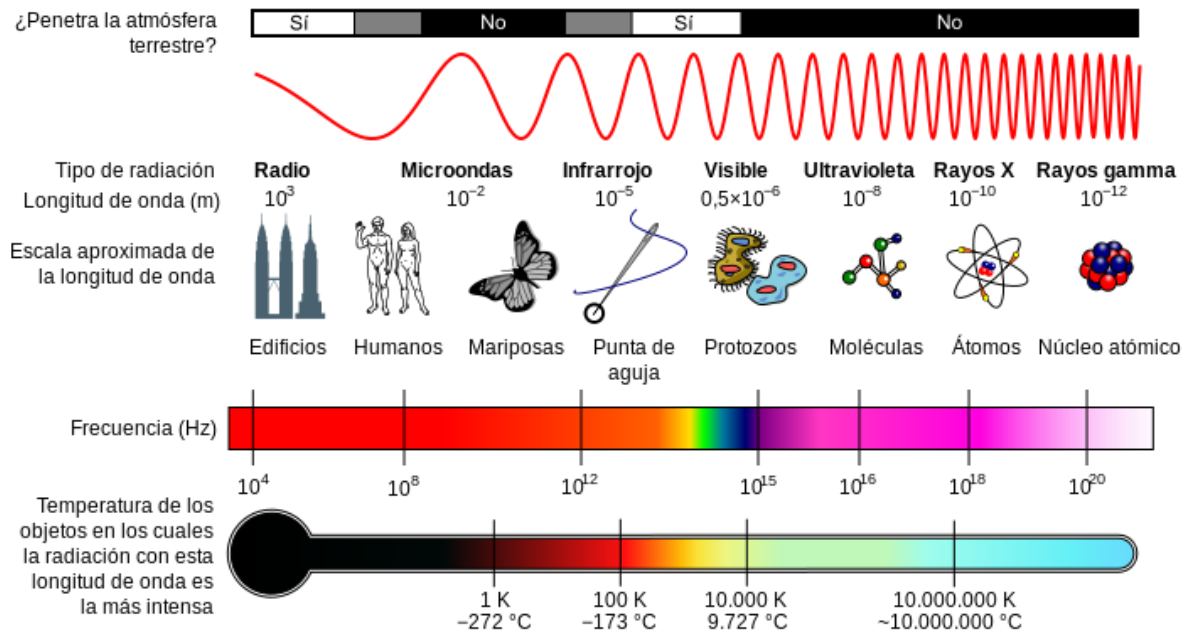 ¿Penetra la atmósfera
terrestre?
Sí No Sí No
Tipo de radiación
Radio Microondas Infrarrojo Visible Ultravioleta Rayos X Rayos gamma
Longitud de onda (m)
10³ 10⁻² 10⁻⁵ 0,5×10⁻⁶ 10⁻⁸ 10⁻¹⁰ 10⁻¹²
Escala aproximada de
la longitud de onda
Edificios Humanos Mariposas Punta de Protozoos Moléculas Átomos Núcleo atómico
aguja
Frecuencia (Hz)
10⁴ 10⁸ 10¹² 10¹⁵ 10¹⁶ 10¹⁸ 10²⁰
Temperatura de los
objetos en los cuales
la radiación con esta
longitud de onda es
la más intensa
1 K 100 K 10.000 K 10.000.000 K
−272 °C −173 °C 9.727 °C ~10.000.000 °C